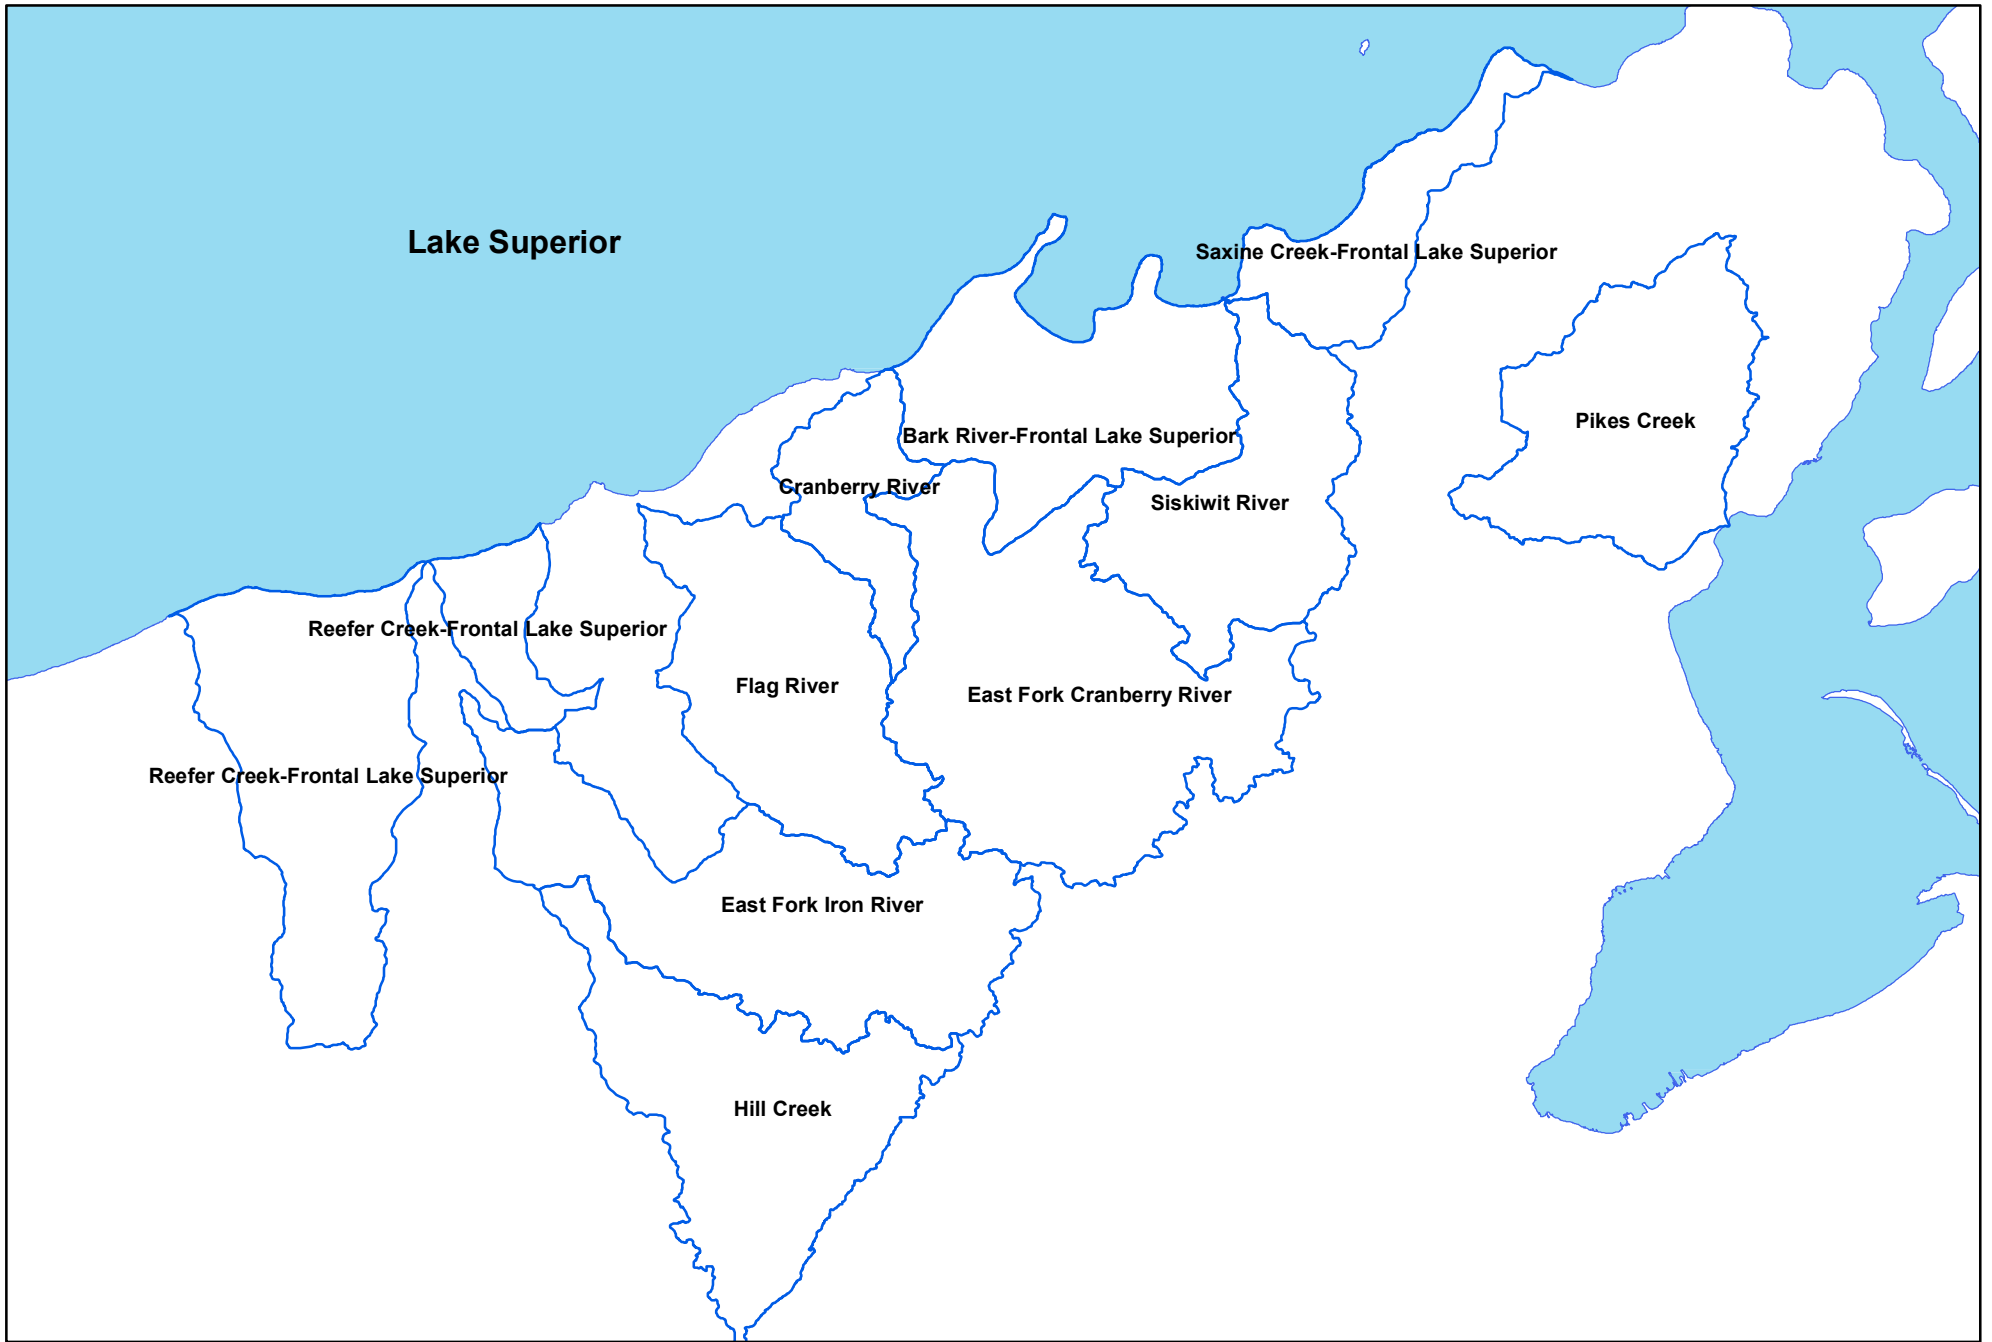 Lake Superior
Saxine Creek-Frontal Lake Superior
Pikes Creek
Bark River-Frontal Lake Superior
Cranberry River
Siskiwit River
Reefer Creek-Frontal Lake Superior
Flag River
East Fork Cranberry River
Reefer Creek-Frontal Lake Superior
East Fork Iron River
Hill Creek